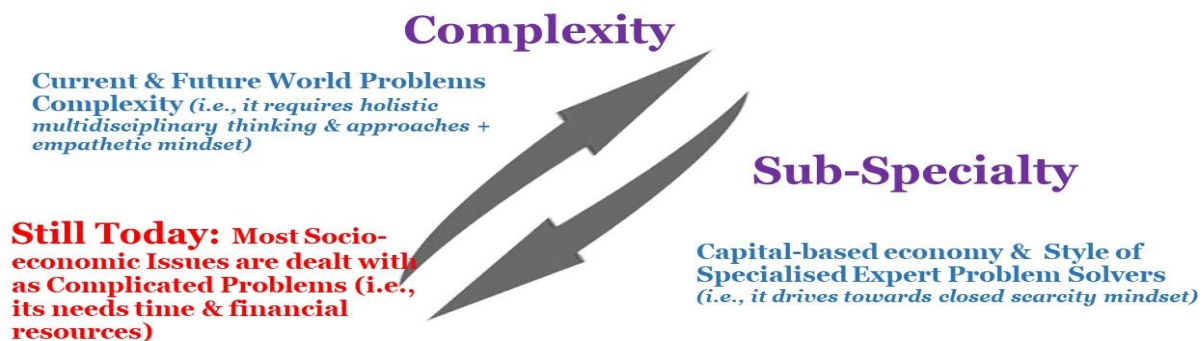 Complexity
Current & Future World Problems
Complexity (i.e., it requires holistic
multidisciplinary thinking & approaches +
empathetic mindset)
Sub-Specialty
Still Today: Most Socio-
economic Issues are dealt with
as Complicated Problems (i.e.,
its needs time & financial
resources)
Capital-based economy & Style of
Specialised Expert Problem Solvers
(i.e., it drives towards closed scarcity mindset)